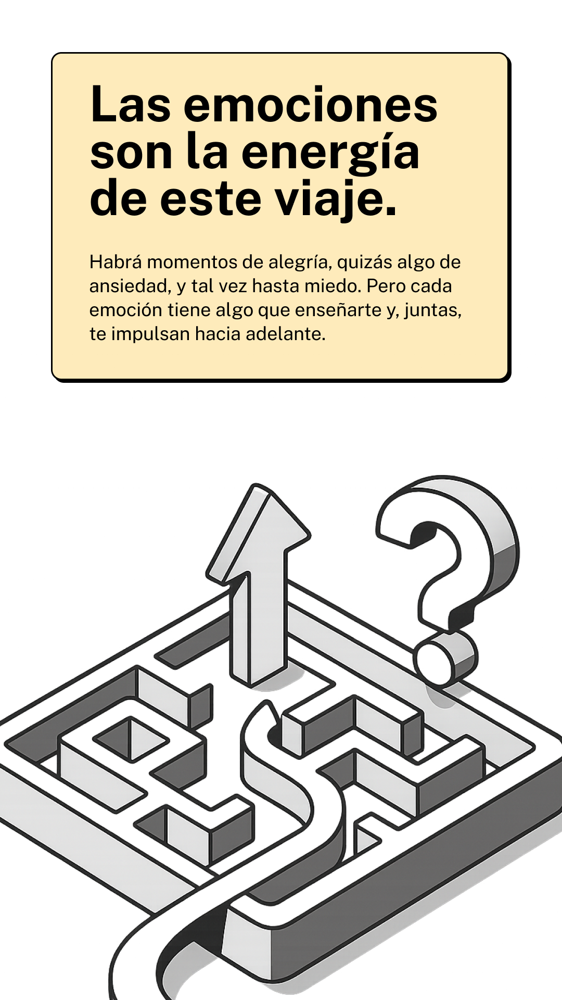 Las emociones
son la energía
de este viaje.
Habrá momentos de alegría, quizás algo de
ansiedad, y tal vez hasta miedo. Pero cada
emoción tiene algo que enseñarte y, juntas,
te impulsan hacia adelante.
?